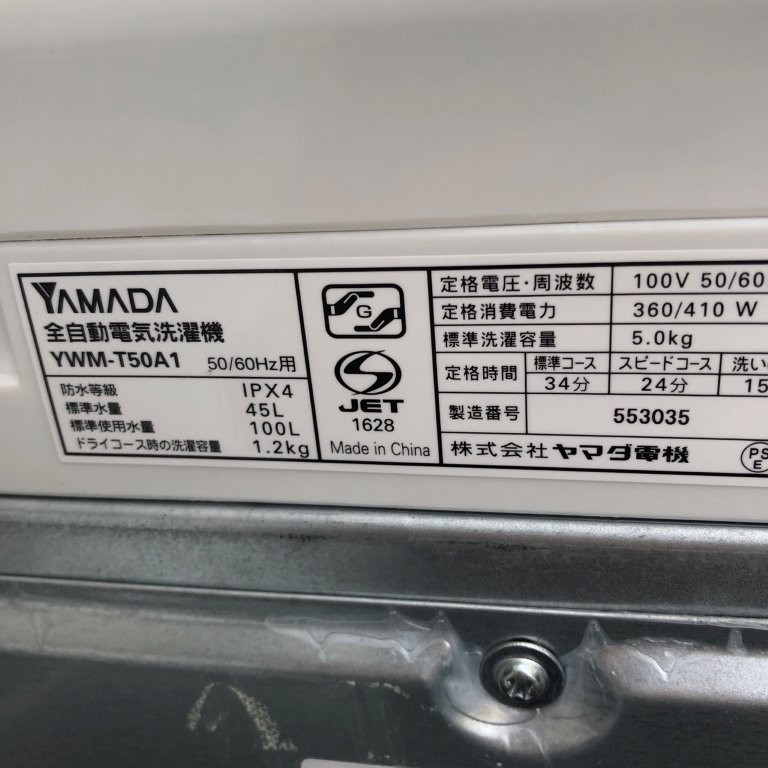 YAMADA
全自動電気洗濯機
YWM-T50A1 50/60Hz用
防水等級 IPX4
標準水量 45L
標準使用水量 100L
ドライコース時の洗濯容量 1.2kg
G
S
JET
1628
Made in China
定格電圧・周波数 100V 50/60
定格消費電力 360/410 W
標準洗濯容量 5.0kg
定格時間 標準コース スピードコース 洗い
34分 24分 15
製造番号 553035
株式会社 ヤマダ電機
PS
E